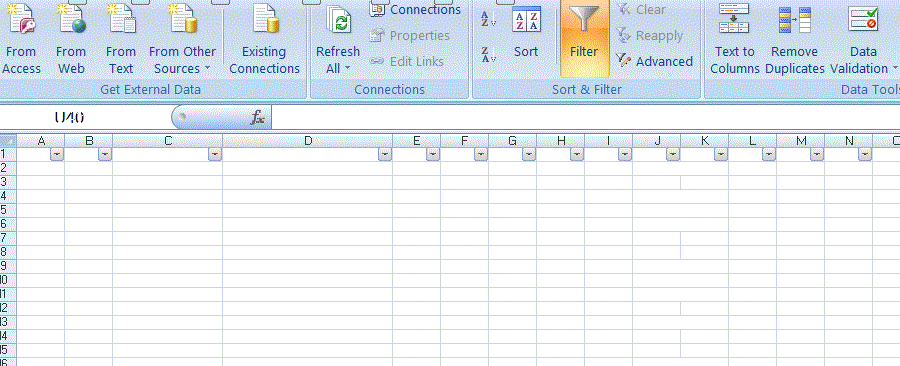 Connections Clear
From From From From Other Existing Refresh Properties Sort Filter Reapply Text to Remove Data
Access Web Text Sources Connections All Edit Links Advanced Columns Duplicates Validation
Get External Data Connections Sort & Filter Data Tools
U40 fx
A B C D E F G H I J K L M N
1
2
3
4
5
6
7
8
9
10
11
12
13
14
15